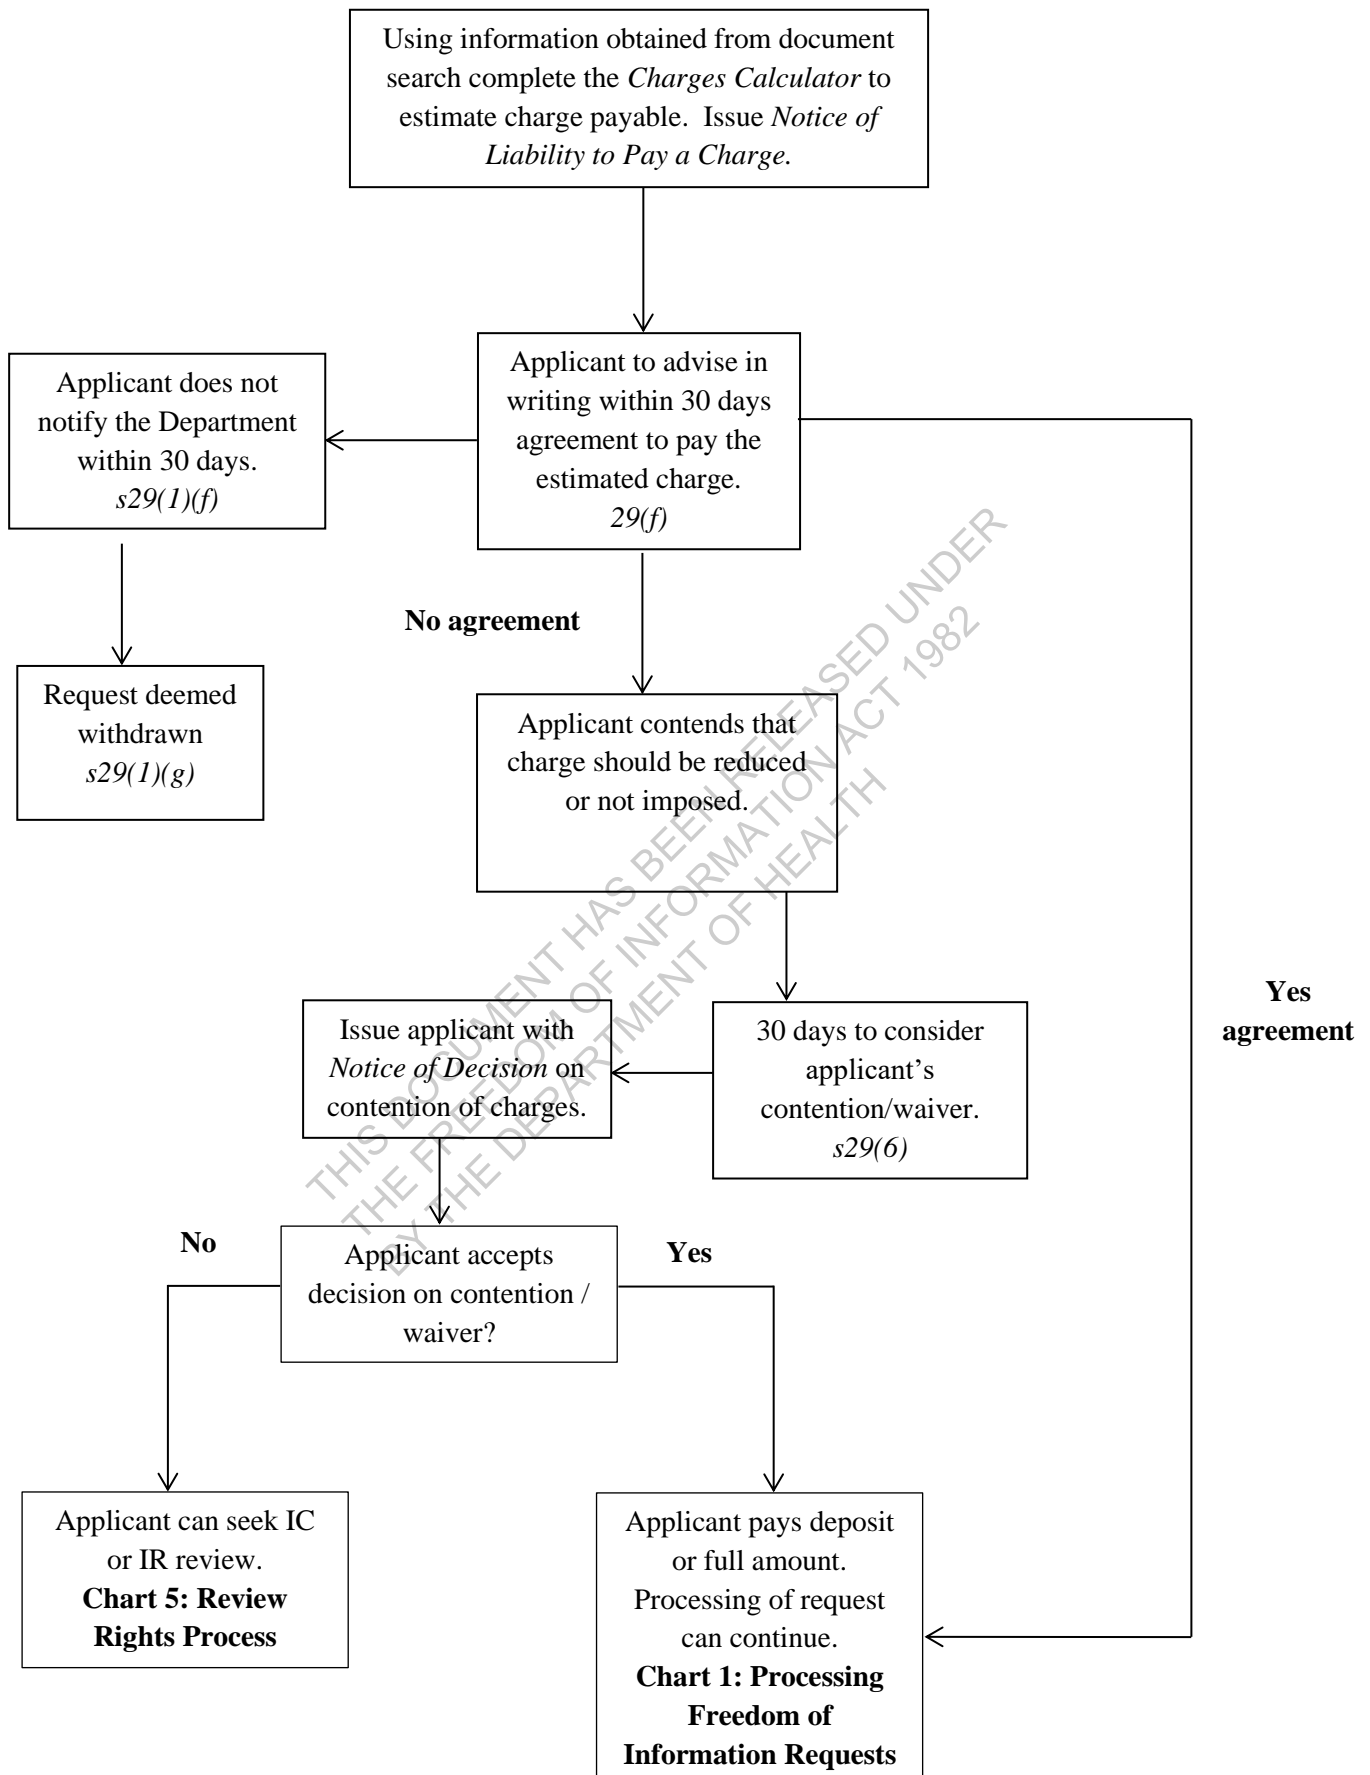 Using information obtained from document
search complete the Charges Calculator to
estimate charge payable.  Issue Notice of
Liability to Pay a Charge.
Applicant does not
notify the Department
within 30 days.
s29(1)(f)
Applicant to advise in
writing within 30 days
agreement to pay the
estimated charge.
29(f)
No agreement
Request deemed
withdrawn
s29(1)(g)
Applicant contends that
charge should be reduced
or not imposed.
Yes
agreement
Issue applicant with
Notice of Decision on
contention of charges.
30 days to consider
applicant’s
contention/waiver.
s29(6)
No
Applicant accepts
decision on contention /
waiver?
Yes
Applicant can seek IC
or IR review.
Chart 5: Review
Rights Process
Applicant pays deposit
or full amount.
Processing of request
can continue.
Chart 1: Processing
Freedom of
Information Requests
THIS DOCUMENT HAS BEEN RELEASED UNDER
THE FREEDOM OF INFORMATION ACT 1982
BY THE DEPARTMENT OF HEALTH